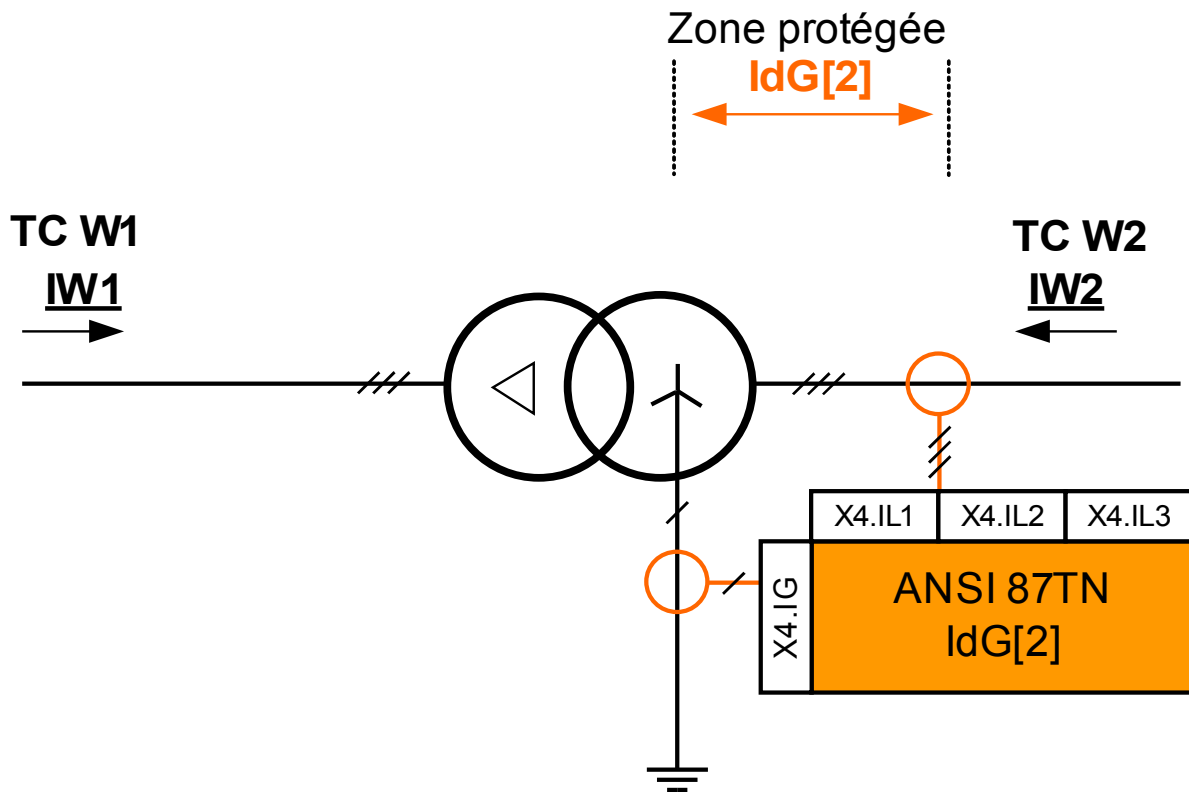 Zone protégée
IdG[2]
TC W1
IW1
TC W2
IW2
X4.IL1
X4.IL2
X4.IL3
X4.IG
ANSI 87TN
IdG[2]